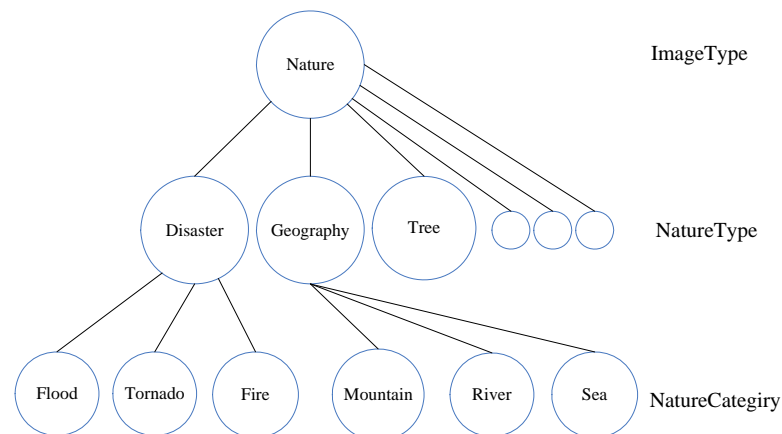 Nature
ImageType
Disaster
Geography
Tree
NatureType
Flood
Tornado
Fire
Mountain
River
Sea
NatureCategiry